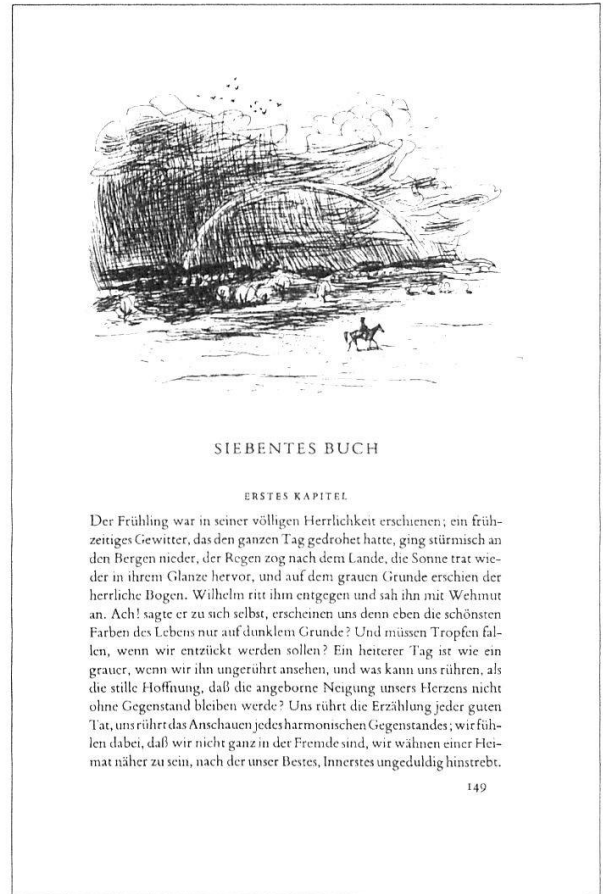 SIEBENTES BUCH
ERSTES KAPITEL
Der Frühling war in seiner völligen Herrlichkeit erschienen; ein früh-
zeitiges Gewitter, das den ganzen Tag gedrohet hatte, ging stürmisch an
den Bergen nieder, der Regen zog nach dem Lande, die Sonne trat wie-
der in ihrem Glanze hervor, und auf dem grauen Grunde erschien der
herrliche Bogen. Wilhelm ritt ihm entgegen und sah ihn mit Wehmut
an. Ach! sagte er zu sich selbst, erscheinen uns denn eben die schönsten
Farben des Lebens nur auf dunklem Grunde? Und müssen Tropfen fal-
len, wenn wir entzückt werden sollen? Ein heiterer Tag ist wie ein
grauer, wenn wir ihn ungerührt ansehen, und was kann uns rühren, als
die stille Hoffnung, daß die angeborne Neigung unsers Herzens nicht
ohne Gegenstand bleiben werde? Uns rührt die Erzählung jeder guten
Tat, uns rührt das Anschauen jedes harmonischen Gegenstandes; wir füh-
len dabei, daß wir nicht ganz in der Fremde sind, wir wähnen einer Hei-
mat näher zu sein, nach der unser Bestes, Innerstes ungeduldig hinstrebt.
149